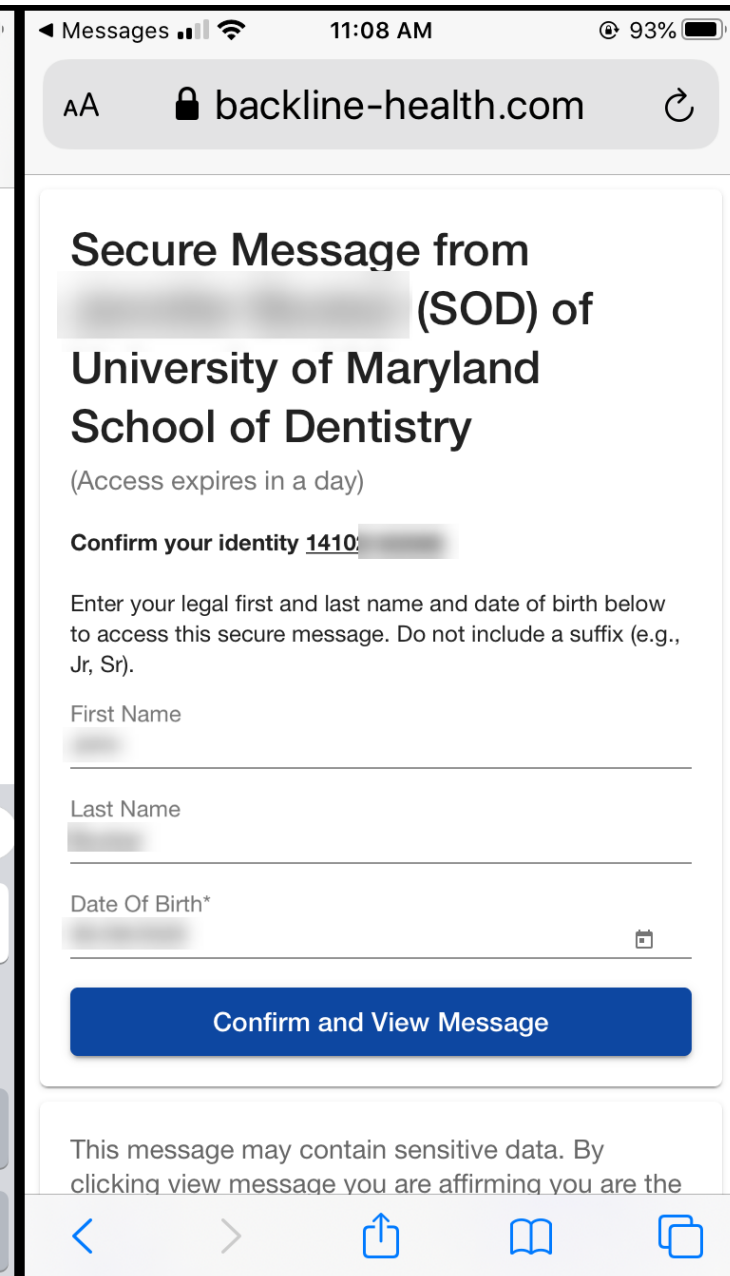 Messages
11:08 AM
93%
AA
backline-health.com
Secure Message from
(SOD) of
University of Maryland
School of Dentistry
(Access expires in a day)
Confirm your identity 1410
Enter your legal first and last name and date of birth below
to access this secure message. Do not include a suffix (e.g.,
Jr, Sr).
First Name
Last Name
Date Of Birth*
Confirm and View Message
This message may contain sensitive data. By
clicking view message you are affirming you are the